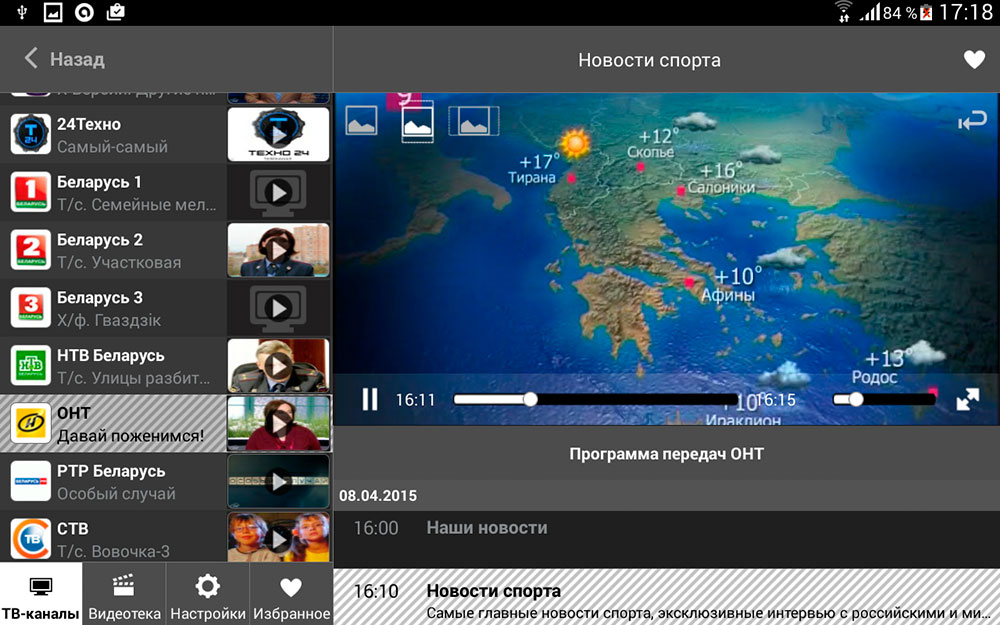 84 %
17:18
Назад
Новости спорта
24Техно
Самый-самый
ТЕХНО 24
Беларусь 1
Т/с. Семейные мел...
Беларусь 2
Т/с. Участковая
Беларусь 3
Х/ф. Гваздзік
НТВ Беларусь
Т/с. Улицы разбит...
ОНТ
Давай поженимся!
РТР Беларусь
Особый случай
СТВ
Т/с. Вовочка-3
ТВ-каналы
Видеотека
Настройки
Избранное
9
+12°
Скопье
+17°
Тирана
+16°
Салоники
+10°
Афины
+13°
Родос
+10
Ираклион
16:11
16:15
Программа передач ОНТ
08.04.2015
16:00 Наши новости
16:10 Новости спорта
Самые главные новости спорта, эксклюзивные интервью с российскими и ми...